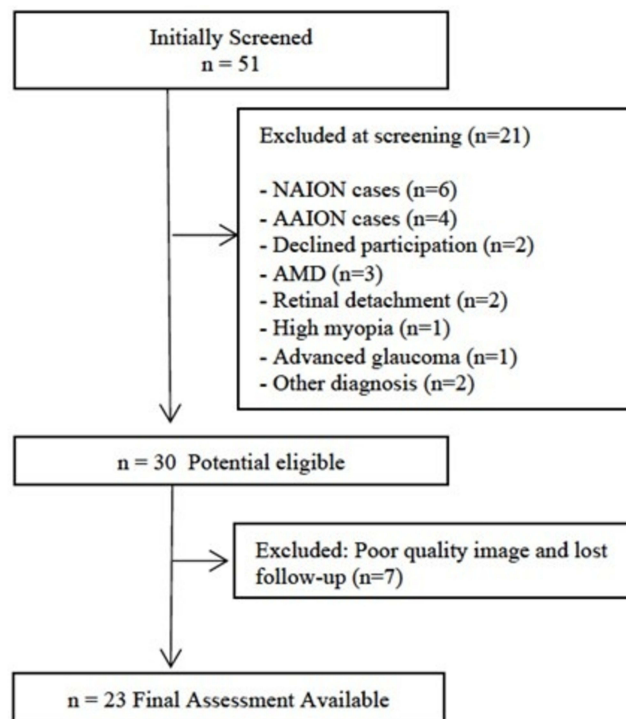 Initially Screened
n = 51
Excluded at screening (n=21)
- NAION cases (n=6)
- AAION cases (n=4)
- Declined participation (n=2)
- AMD (n=3)
- Retinal detachment (n=2)
- High myopia (n=1)
- Advanced glaucoma (n=1)
- Other diagnosis (n=2)
n = 30 Potential eligible
Excluded: Poor quality image and lost
follow-up (n=7)
n = 23 Final Assessment Available